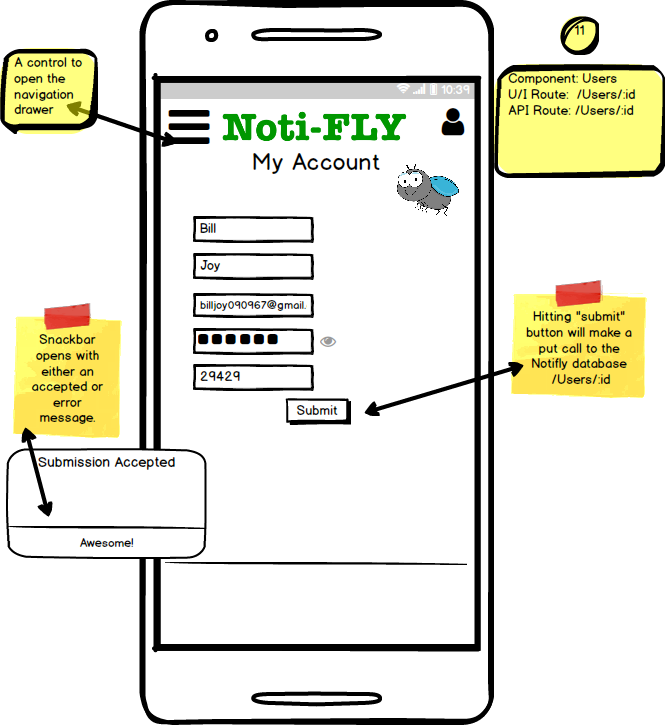 11
A control to
open the
navigation
drawer
Component: Users
U/I Route: /Users/:id
API Route: /Users/:id
10:39
Noti-FLY
My Account
Bill
Joy
billjoy090967@gmail.
29429
Submit
Hitting "submit"
button will make a
put call to the
Notifly database
/Users/:id
Snackbar
opens with
either an
accepted or
error
message.
Submission Accepted
Awesome!